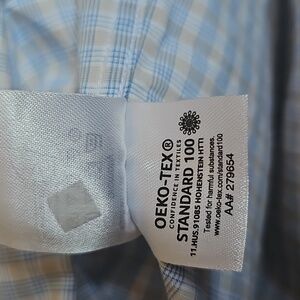 OEKO-TEX®
CONFIDENCE IN TEXTILES
STANDARD 100
11.HUS.91085 HOHENSTEIN HTTI
Tested for harmful substances.
www.oeko-tex.com/standard100
AA# 279654